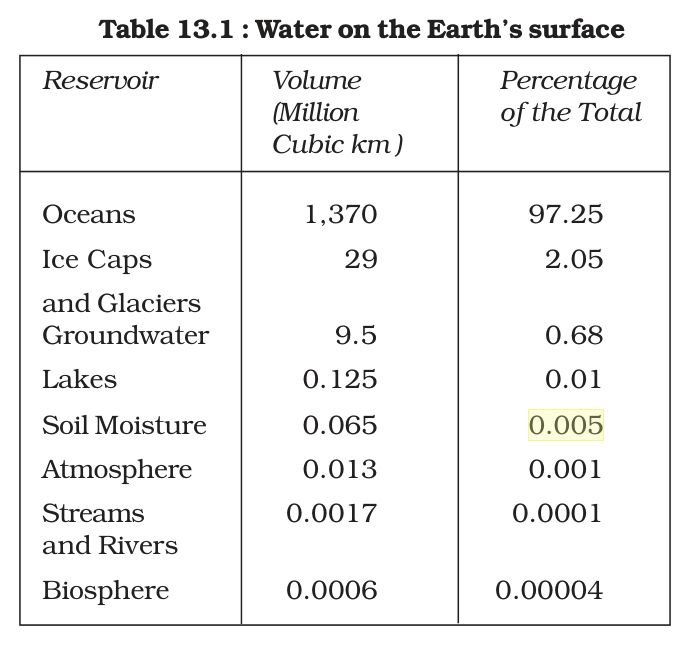 Table 13.1 : Water on the Earth's surface
Reservoir Volume Percentage
(Million of the Total
Cubic km)
Oceans 1,370 97.25
Ice Caps 29 2.05
and Glaciers
Groundwater 9.5 0.68
Lakes 0.125 0.01
Soil Moisture 0.065 0.005
Atmosphere 0.013 0.001
Streams 0.0017 0.0001
and Rivers
Biosphere 0.0006 0.00004